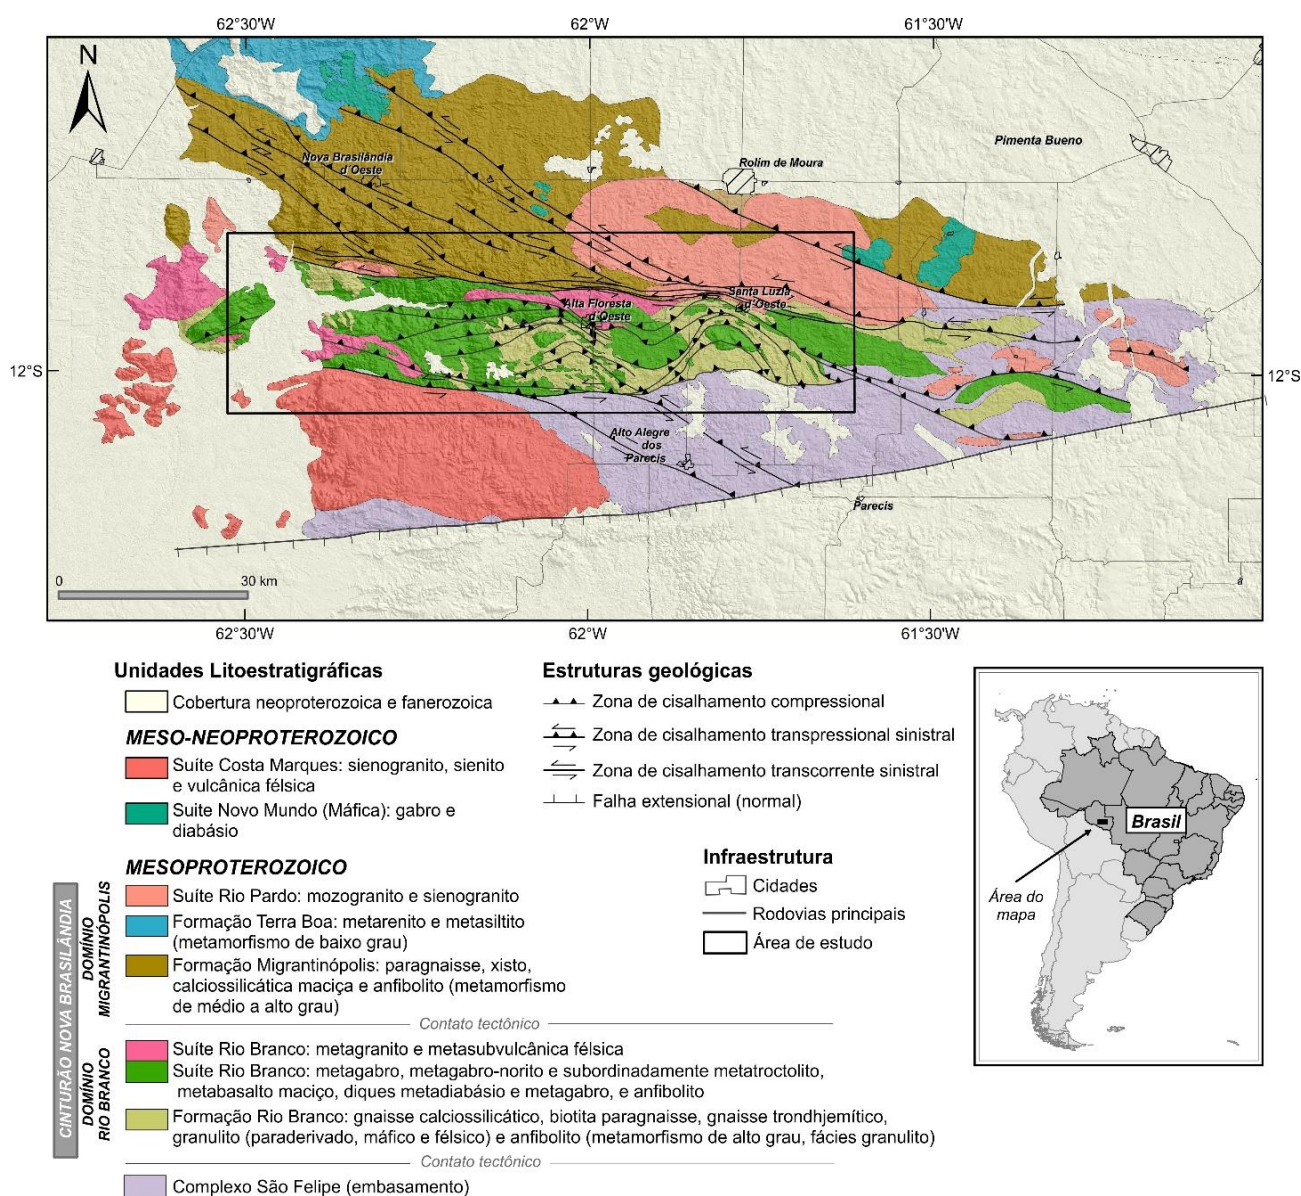 62°30'W
62°W
61°30'W
N
Nova Brasilândia
d´Oeste
Rolim de Moura
Pimenta Bueno
Alta Floresta
d´Oeste
Santa Luzia
d´Oeste
12°S
12°S
Alto Alegre
dos
Parecis
Parecis
0
30 km
62°30'W
62°W
61°30'W
Unidades Litoestratigráficas
Cobertura neoproterozoica e fanerozoica
MESO-NEOPROTEROZOICO
Suíte Costa Marques: sienogranito, sienito
e vulcânica félsica
Suite Novo Mundo (Máfica): gabro e
diabásio
MESOPROTEROZOICO
CINTURÃO NOVA BRASILÂNDIA
DOMÍNIO
MIGRANTINÓPOLIS
Suíte Rio Pardo: mozogranito e sienogranito
Formação Terra Boa: metarenito e metasiltito
(metamorfismo de baixo grau)
Formação Migrantinópolis: paragnaisse, xisto,
calciossilicática maciça e anfibolito (metamorfismo
de médio a alto grau)
Contato tectônico
DOMÍNIO
RIO BRANCO
Suíte Rio Branco: metagranito e metasubvulcânica félsica
Suíte Rio Branco: metagabro, metagabro-norito e subordinadamente metatroctolito,
metabasalto maciço, diques metadiabásio e metagabro, e anfibolito
Formação Rio Branco: gnaisse calciossilicático, biotita paragnaisse, gnaisse trondhjemítico,
granulito (paraderivado, máfico e félsico) e anfibolito (metamorfismo de alto grau, fácies granulito)
Contato tectônico
Complexo São Felipe (embasamento)
Estruturas geológicas
Zona de cisalhamento compressional
Zona de cisalhamento transpressional sinistral
Zona de cisalhamento transcorrente sinistral
Falha extensional (normal)
Infraestrutura
Cidades
Rodovias principais
Área de estudo
Brasil
Área do
mapa